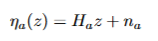 η_a(z) = H_a z + n_a